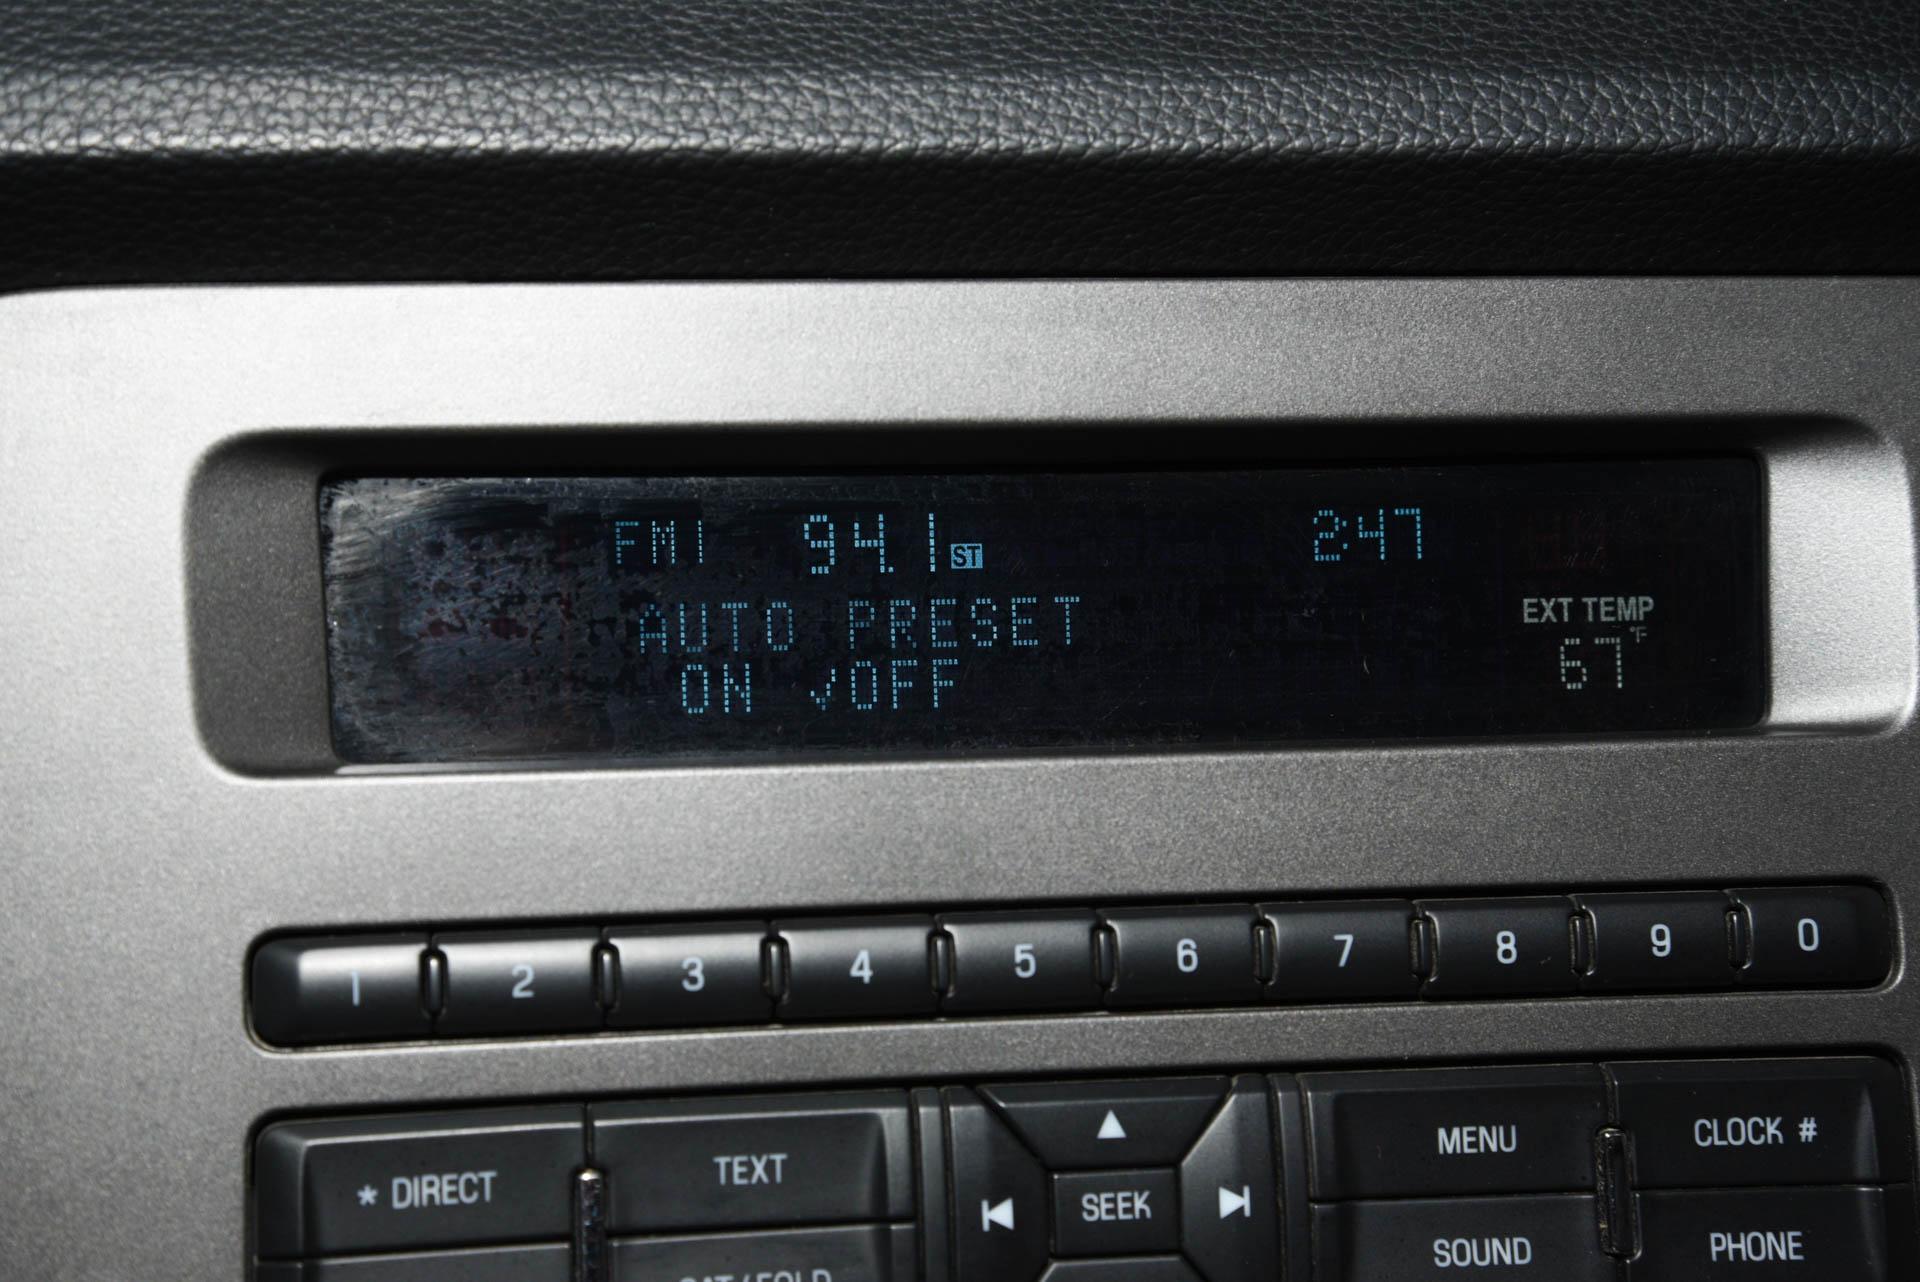 FM1 94.1 ST 2:47
AUTO PRESET
ON ✓OFF
EXT TEMP
67°F
1 2 3 4 5 6 7 8 9 0
* DIRECT TEXT SEEK MENU CLOCK #
SOUND PHONE